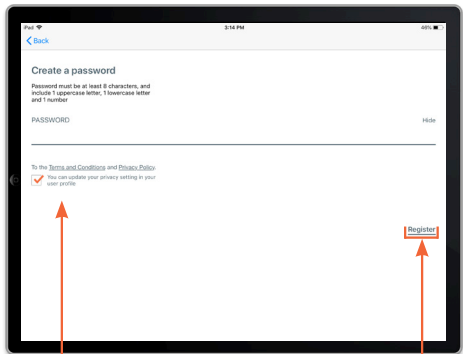 iPad
3:14 PM
46%
Back
Create a password
Password must be at least 8 characters, and
include 1 uppercase letter, 1 lowercase letter
and 1 number
PASSWORD
Hide
To the Terms and Conditions and Privacy Policy.
You can update your privacy setting in your
user profile
Register